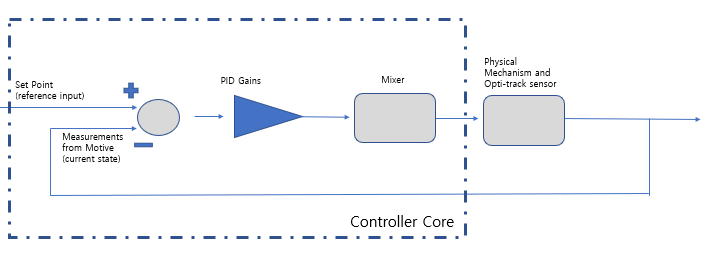 Set Point
(reference input)
PID Gains
Mixer
Physical
Mechanism and
Opti-track sensor
Measurements
from Motive
(current state)
Controller Core